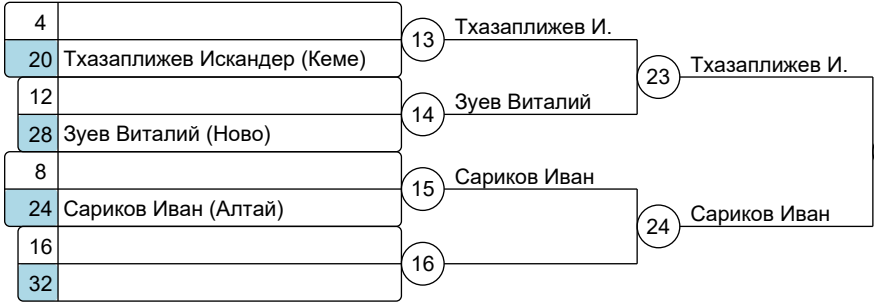 4
20 Тхазаплижев Искандер (Кеме)
12
28 Зуев Виталий (Ново)
8
24 Сариков Иван (Алтай)
16
32
13 Тхазаплижев И.
14 Зуев Виталий
15 Сариков Иван
16
23 Тхазаплижев И.
24 Сариков Иван